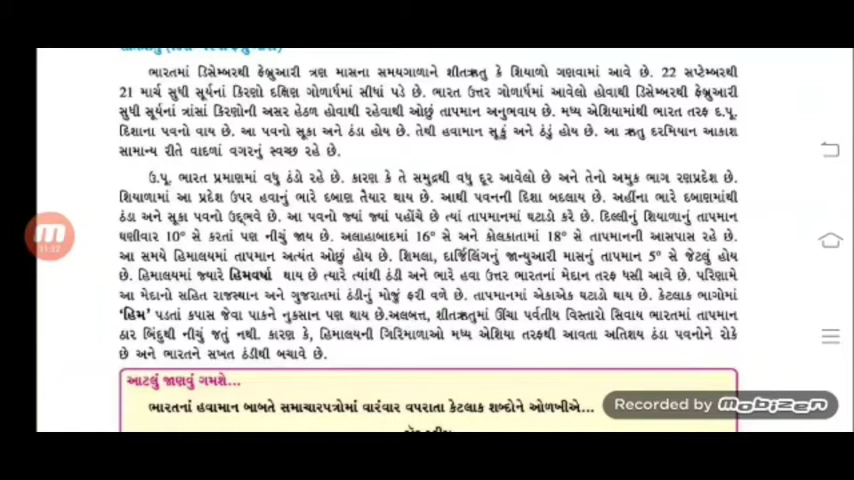 ભારતમાં ડિસેમ્બરથી ફેબ્રુઆરી ત્રણ માસના સમયગાળાને શીતઋતુ કે શિયાળો ગણવામાં આવે છે. 22 સપ્ટેમ્બરથી
21 માર્ચ સુધી સૂર્યનાં કિરણો દક્ષિણ ગોળાર્ધમાં સીધાં પડે છે. ભારત ઉત્તર ગોળાર્ધમાં આવેલો હોવાથી ડિસેમ્બરથી ફેબ્રુઆરી
સુધી સૂર્યનાં ત્રાંસાં કિરણોની અસર હેઠળ હોવાથી રહેવાથી ઓછું તાપમાન અનુભવાય છે. મધ્ય એશિયામાંથી ભારત તરફ દ.પૂ.
દિશાના પવનો વાય છે. આ પવનો સૂકા અને ઠંડા હોય છે. તેથી હવામાન સૂકું અને ઠંડું હોય છે. આ ઋતુ દરમિયાન આકાશ
સામાન્ય રીતે વાદળાં વગરનું સ્વચ્છ રહે છે.
ઉ.પૂ. ભારત પ્રમાણમાં વધુ ઠંડો રહે છે. કારણ કે તે સમુદ્રથી વધુ દૂર આવેલો છે અને તેનો અમુક ભાગ રણપ્રદેશ છે.
શિયાળામાં આ પ્રદેશ ઉપર હવાનું ભારે દબાણ તૈયાર થાય છે. આથી પવનની દિશા બદલાય છે. અહીંના ભારે દબાણમાંથી
ઠંડા અને સૂકા પવનો ઉદ્ભવે છે. આ પવનો જ્યાં જ્યાં પહોંચે છે ત્યાં તાપમાનમાં ઘટાડો કરે છે. દિલ્લીનું શિયાળાનું તાપમાન
ઘણીવાર 10° સે કરતાં પણ નીચું જાય છે. અલાહાબાદમાં 16° સે અને કોલકાતામાં 18° સે તાપમાનની આસપાસ રહે છે.
આ સમયે હિમાલયમાં તાપમાન અત્યંત ઓછું હોય છે. શિમલા, દાર્જિલિંગનું જાન્યુઆરી માસનું તાપમાન 5° સે જેટલું હોય
છે. હિમાલયમાં જ્યારે હિમવર્ષા થાય છે ત્યારે ત્યાંથી ઠંડી અને ભારે હવા ઉત્તર ભારતનાં મેદાન તરફ ધસી આવે છે. પરિણામે
આ મેદાનો સહિત રાજસ્થાન અને ગુજરાતમાં ઠંડીનું મોજું ફરી વળે છે. તાપમાનમાં એકાએક ઘટાડો થાય છે. કેટલાક ભાગોમાં
‘હિમ’ પડતાં કપાસ જેવા પાકને નુકસાન પણ થાય છે.અલબત્ત, શીતઋતુમાં ઊંચા પર્વતીય વિસ્તારો સિવાય ભારતમાં તાપમાન
ઠાર બિંદુથી નીચું જતું નથી. કારણ કે, હિમાલયની ગિરિમાળાઓ મધ્ય એશિયા તરફથી આવતા અતિશય ઠંડા પવનોને રોકે
છે અને ભારતને સખત ઠંડીથી બચાવે છે.
આટલું જાણવું ગમશે...
ભારતનાં હવામાન બાબતે સમાચારપત્રોમાં વારંવાર વપરાતા કેટલાક શબ્દોને ઓળખીએ...
Recorded by mobizen
m